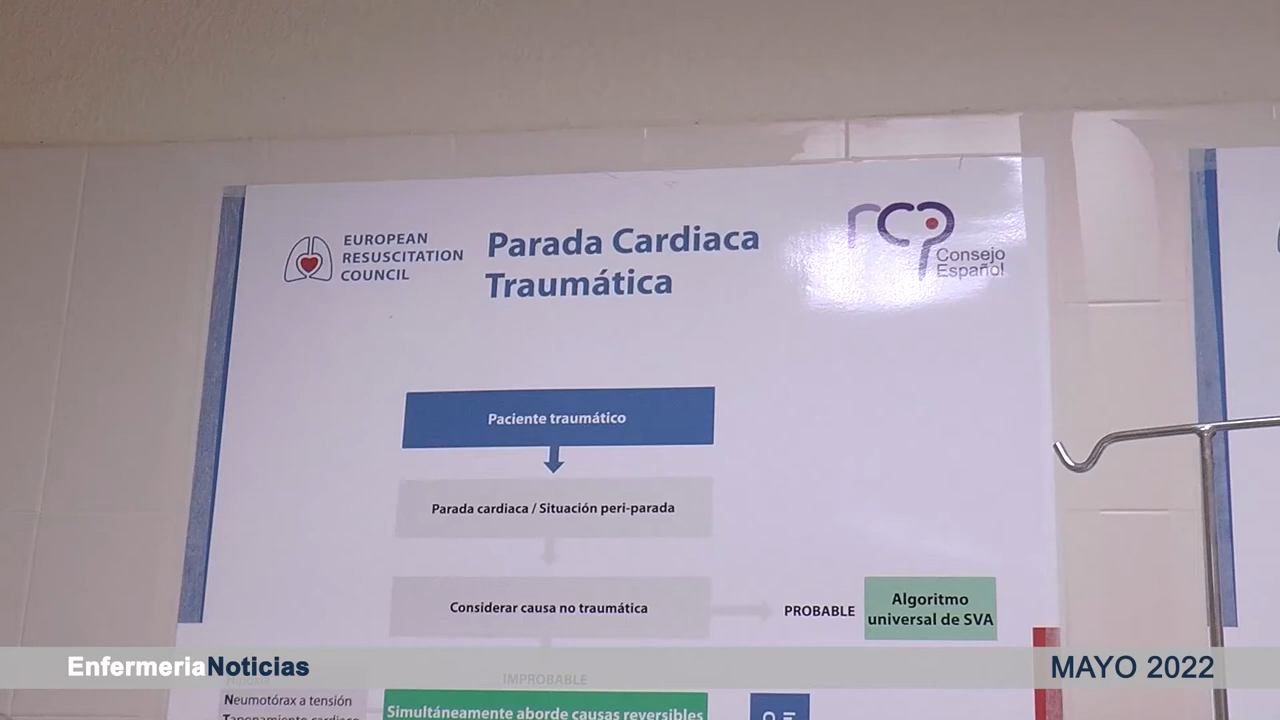 EUROPEAN
RESUSCITATION
COUNCIL
Parada Cardiaca
Traumática
rcp
Consejo
Español
Paciente traumático
Parada cardiaca / Situación peri-parada
Considerar causa no traumática
PROBABLE
Algoritmo
universal de SVA
EnfermeriaNoticias
MAYO 2022
IMPROBABLE
Neumotórax a tensión
Simultáneamente aborde causas reversibles